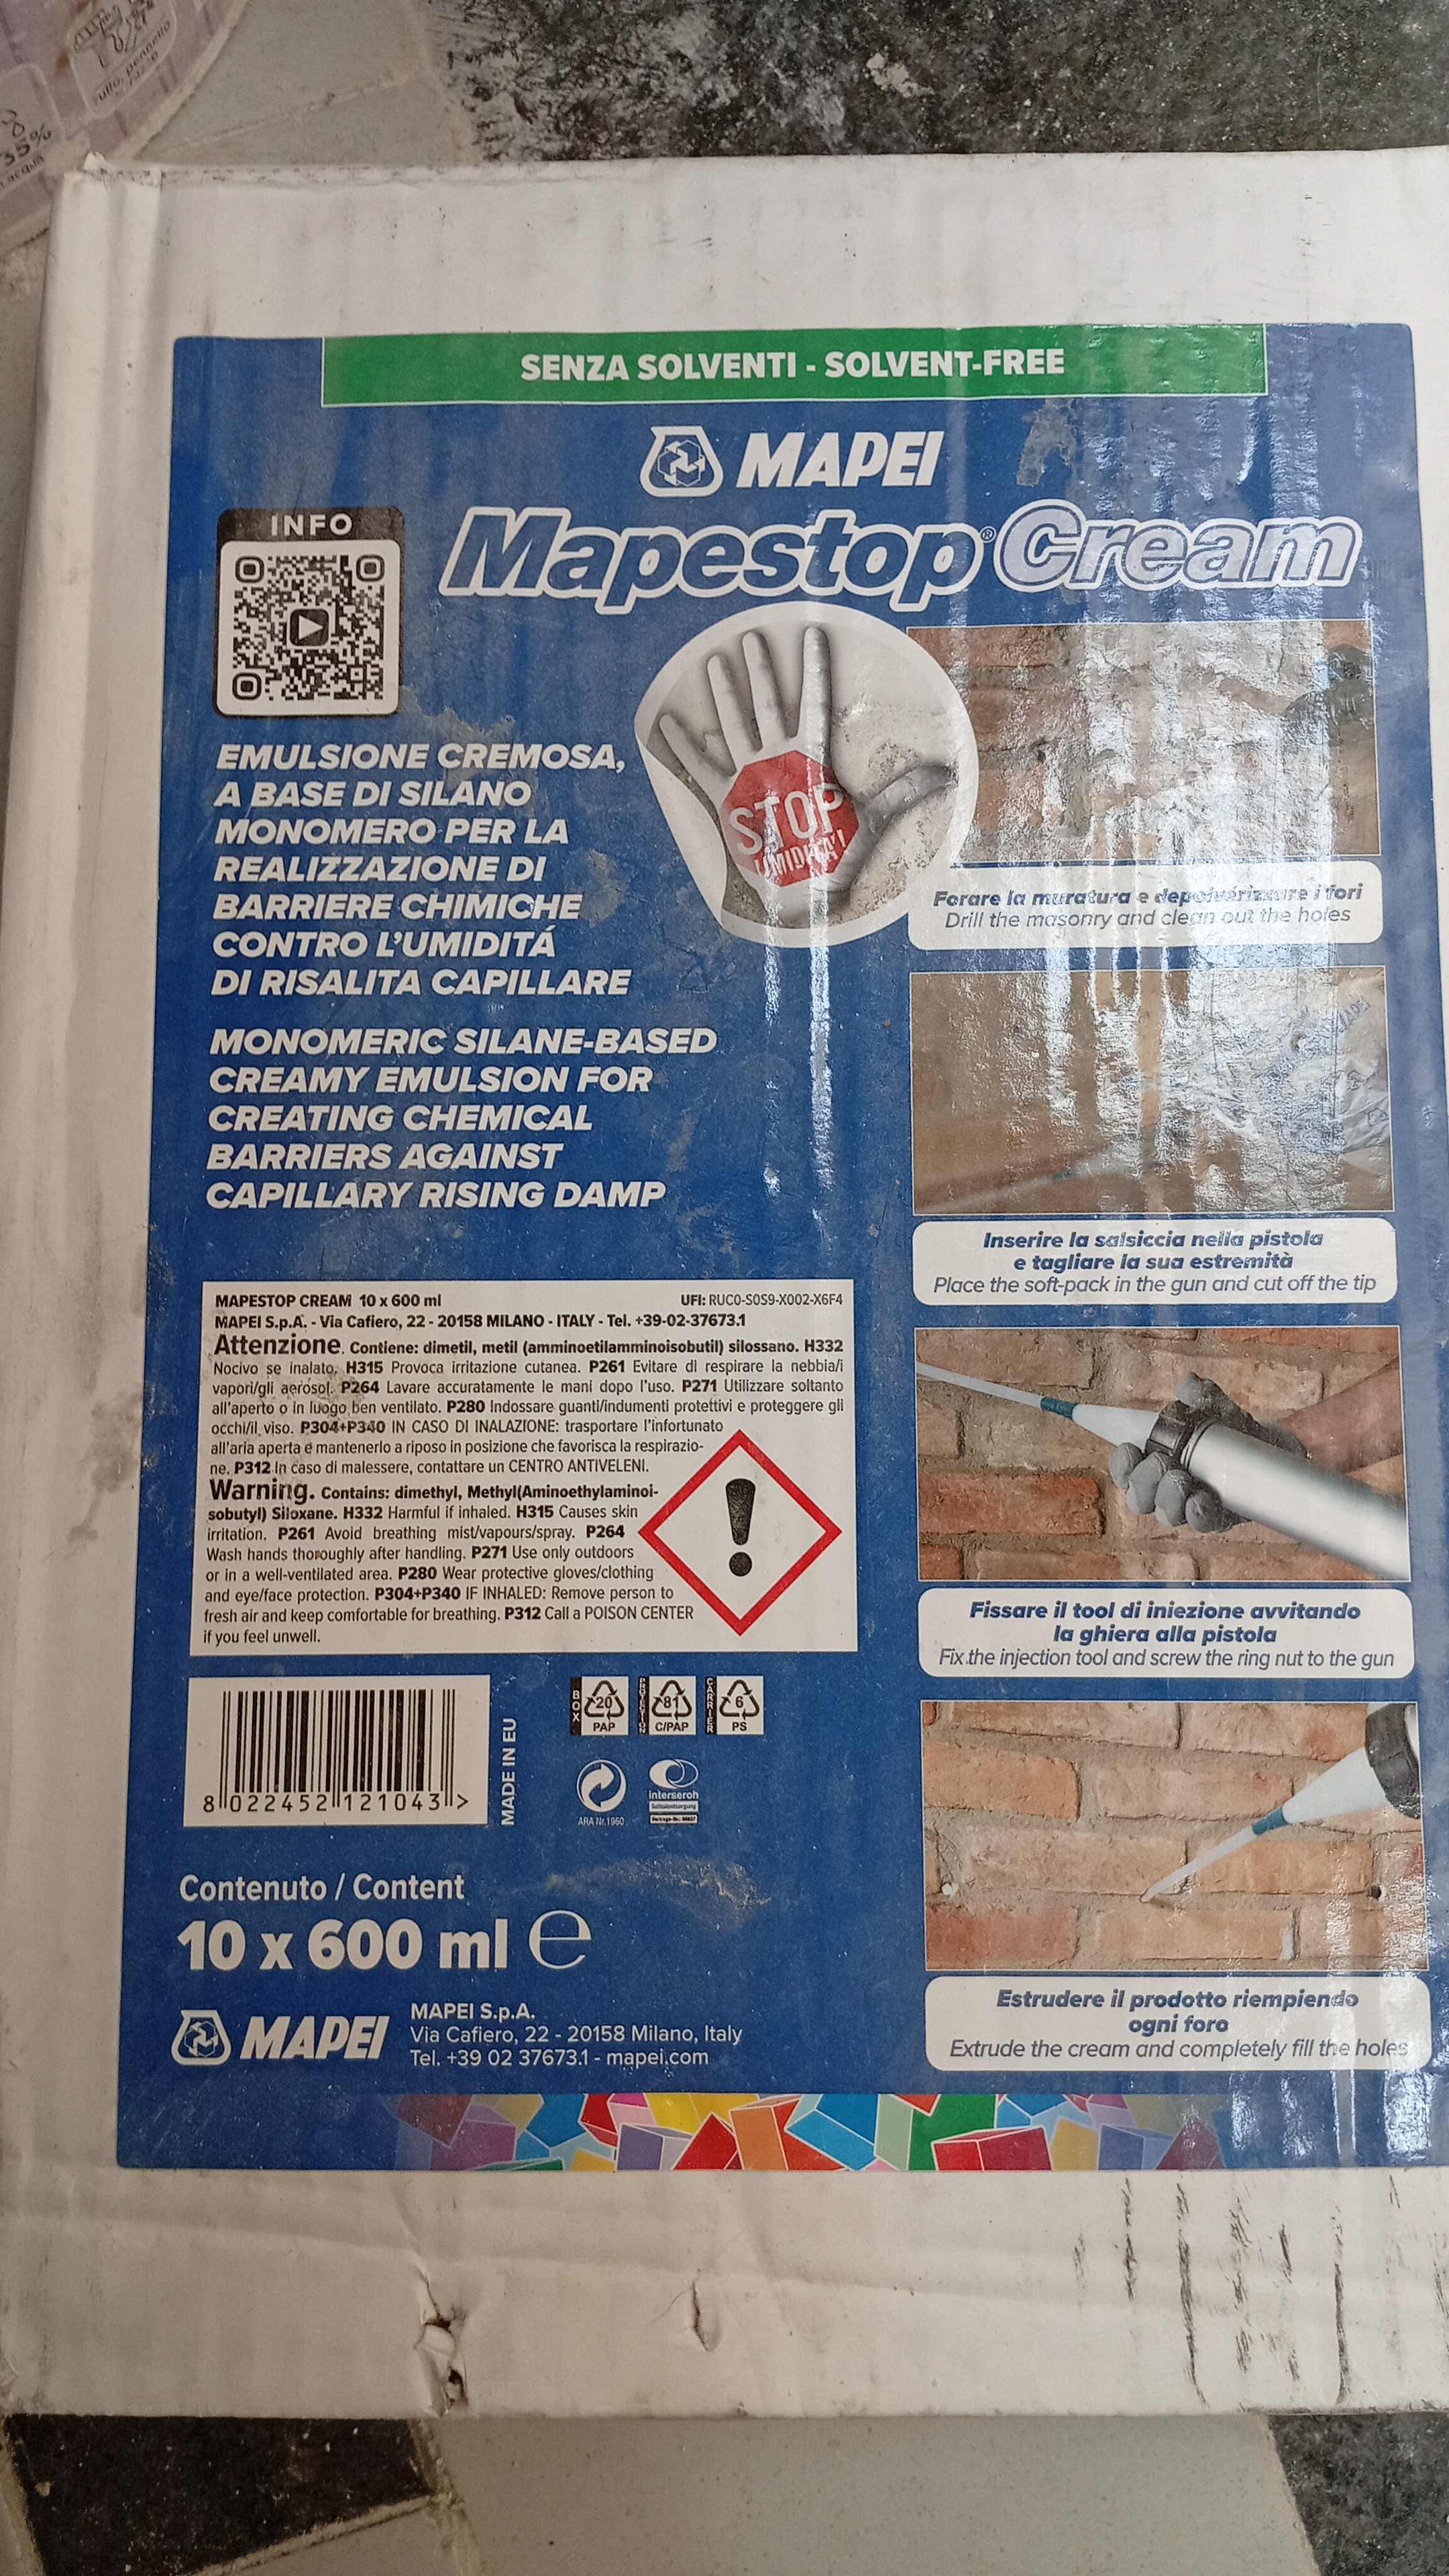 rullo, pennello
35%
acqua
SENZA SOLVENTI - SOLVENT-FREE
MAPEI
Mapestop® Cream
INFO
EMULSIONE CREMOSA,
A BASE DI SILANO
MONOMERO PER LA
REALIZZAZIONE DI
BARRIERE CHIMICHE
CONTRO L'UMIDITÁ
DI RISALITA CAPILLARE
MONOMERIC SILANE-BASED
CREAMY EMULSION FOR
CREATING CHEMICAL
BARRIERS AGAINST
CAPILLARY RISING DAMP
STOP
UMIDITA'!
Forare la muratura e depolverizzare i fori
Drill the masonry and clean out the holes
Inserire la salsiccia nella pistola
e tagliare la sua estremità
Place the soft-pack in the gun and cut off the tip
Fissare il tool di iniezione avvitando
la ghiera alla pistola
Fix the injection tool and screw the ring nut to the gun
Estrudere il prodotto riempiendo
ogni foro
Extrude the cream and completely fill the holes
MAPESTOP CREAM 10 x 600 ml UFI: RUC0-S0S9-X002-X6F4
MAPEI S.p.A. - Via Cafiero, 22 - 20158 MILANO - ITALY - Tel. +39-02-37673.1
Attenzione. Contiene: dimetil, metil (amminoetilamminoisobutil) silossano. H332
Nocivo se inalato. H315 Provoca irritazione cutanea. P261 Evitare di respirare la nebbia/i
vapori/gli aerosol. P264 Lavare accuratamente le mani dopo l'uso. P271 Utilizzare soltanto
all'aperto o in luogo ben ventilato. P280 Indossare guanti/indumenti protettivi e proteggere gli
occhi/il viso. P304+P340 IN CASO DI INALAZIONE: trasportare l'infortunato
all'aria aperta e mantenerlo a riposo in posizione che favorisca la respirazio-
ne. P312 In caso di malessere, contattare un CENTRO ANTIVELENI.
Warning. Contains: dimethyl, Methyl(Aminoethylaminoi-
sobutyl) Siloxane. H332 Harmful if inhaled. H315 Causes skin
irritation. P261 Avoid breathing mist/vapours/spray. P264
Wash hands thoroughly after handling. P271 Use only outdoors
or in a well-ventilated area. P280 Wear protective gloves/clothing
and eye/face protection. P304+P340 IF INHALED: Remove person to
fresh air and keep comfortable for breathing. P312 Call a POISON CENTER
if you feel unwell.
8 022452 121043 >
MADE IN EU
BOX
20
PAP
81
C/PAP
CARRIER
6
PS
ARA Nr.1960
interseroh
Contenuto / Content
10 x 600 ml e
MAPEI
MAPEI S.p.A.
Via Cafiero, 22 - 20158 Milano, Italy
Tel. +39 02 37673.1 - mapei.com